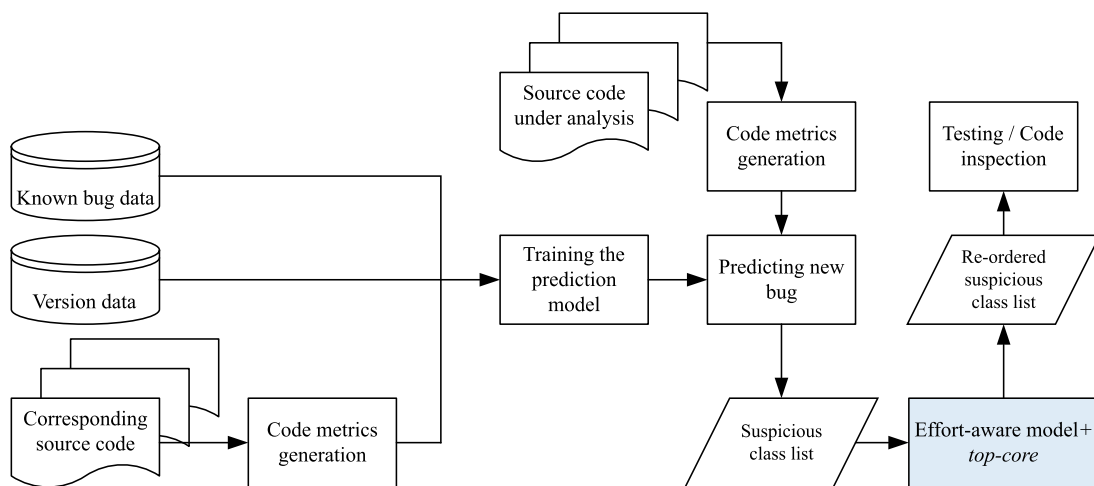 Source code
under analysis
Code metrics
generation
Testing / Code
inspection
Known bug data
Version data
Training the
prediction
model
Predicting new
bug
Re-ordered
suspicious
class list
Corresponding
source code
Code metrics
generation
Suspicious
class list
Effort-aware model+
top-core